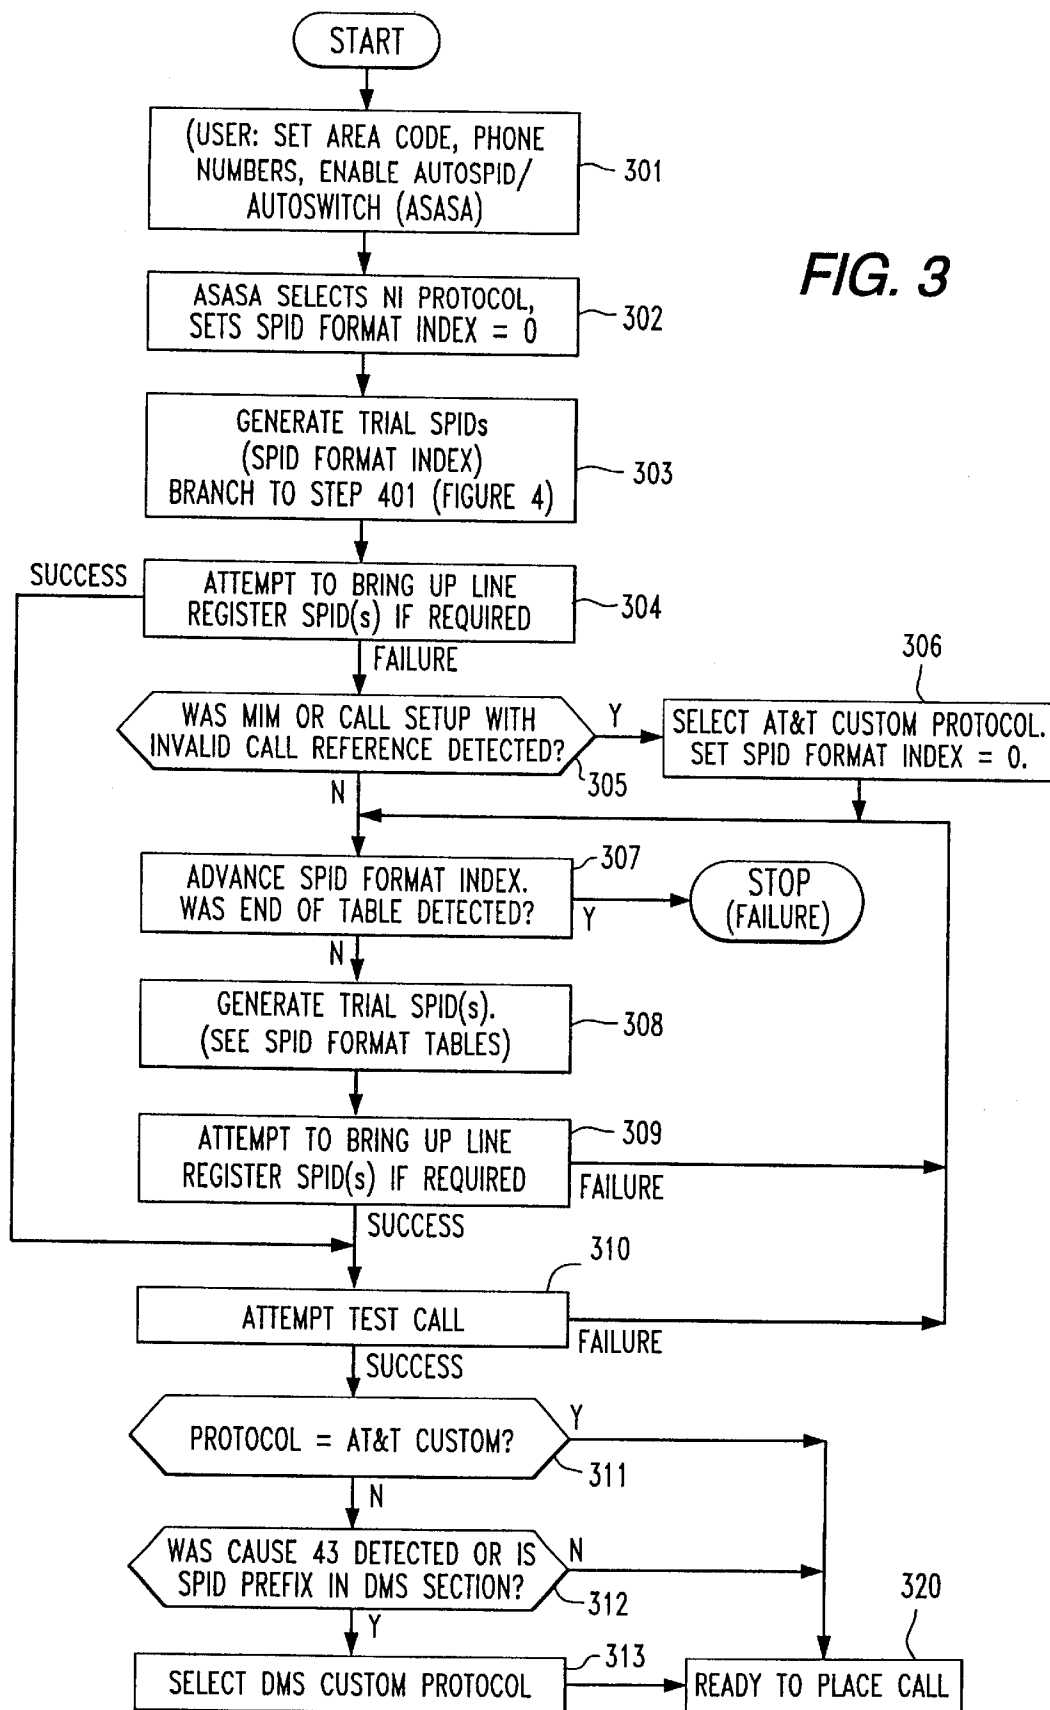 START
(USER: SET AREA CODE, PHONE
NUMBERS, ENABLE AUTOSPID/
AUTOSWITCH (ASASA)
301
FIG. 3
ASASA SELECTS NI PROTOCOL,
SETS SPID FORMAT INDEX = 0
302
GENERATE TRIAL SPIDs
(SPID FORMAT INDEX)
BRANCH TO STEP 401 (FIGURE 4)
303
SUCCESS
ATTEMPT TO BRING UP LINE
REGISTER SPID(s) IF REQUIRED
304
FAILURE
306
WAS MIM OR CALL SETUP WITH
INVALID CALL REFERENCE DETECTED?
305
Y
SELECT AT&T CUSTOM PROTOCOL.
SET SPID FORMAT INDEX = 0.
N
307
ADVANCE SPID FORMAT INDEX.
WAS END OF TABLE DETECTED?
Y
STOP
(FAILURE)
N
GENERATE TRIAL SPID(s).
(SEE SPID FORMAT TABLES)
308
ATTEMPT TO BRING UP LINE
REGISTER SPID(s) IF REQUIRED
309
FAILURE
SUCCESS
310
ATTEMPT TEST CALL
FAILURE
SUCCESS
PROTOCOL = AT&T CUSTOM?
Y
311
N
WAS CAUSE 43 DETECTED OR IS
SPID PREFIX IN DMS SECTION?
N
312
Y
320
313
SELECT DMS CUSTOM PROTOCOL
READY TO PLACE CALL